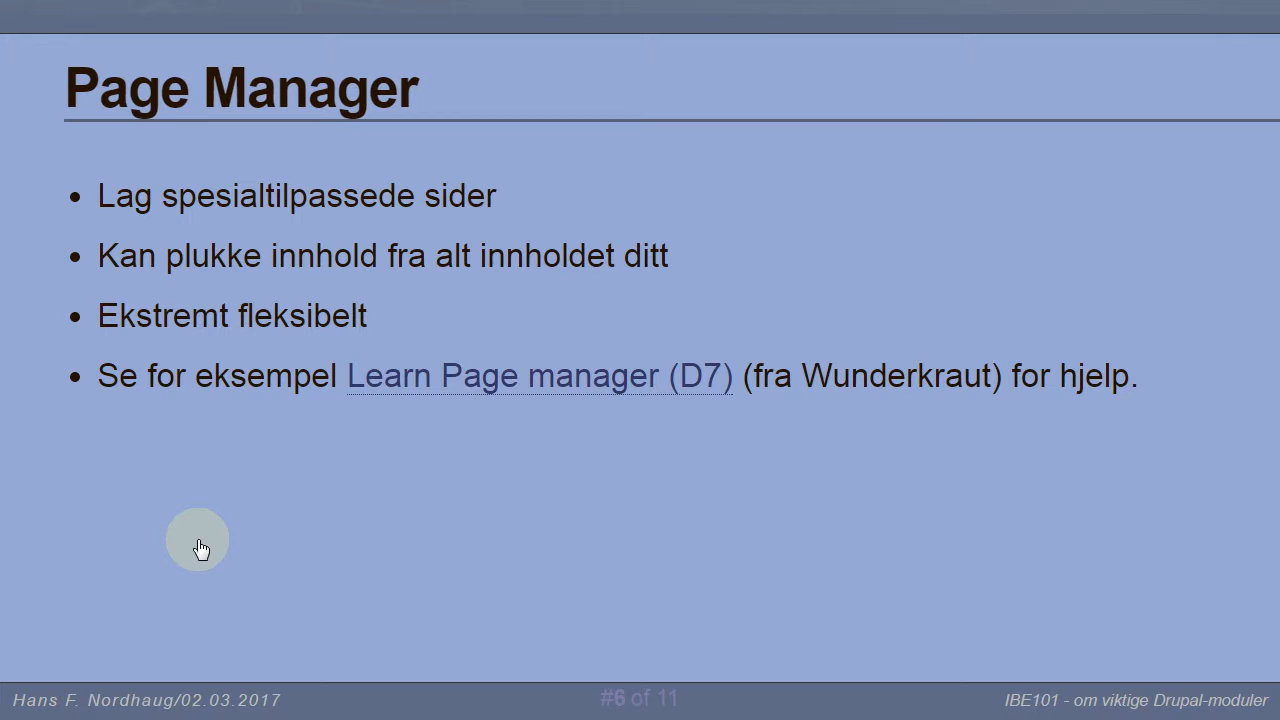 Page Manager
Lag spesialtilpassede sider
Kan plukke innhold fra alt innholdet ditt
Ekstremt fleksibelt
Se for eksempel Learn Page manager (D7) (fra Wunderkraut) for hjelp.
Hans F. Nordhaug/02.03.2017
#6 of 11
IBE101 - om viktige Drupal-moduler